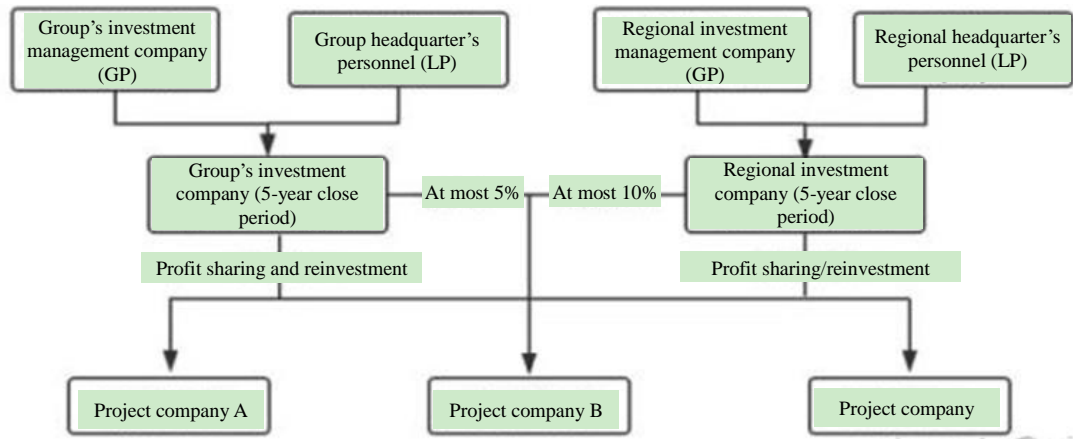 Group's investment
management company
(GP)
Group headquarter's
personnel (LP)
Regional investment
management company
(GP)
Regional headquarter's
personnel (LP)
Group's investment
company (5-year close
period)
At most 5%
At most 10%
Regional investment
company (5-year close
period)
Profit sharing and reinvestment
Profit sharing/reinvestment
Project company A
Project company B
Project company